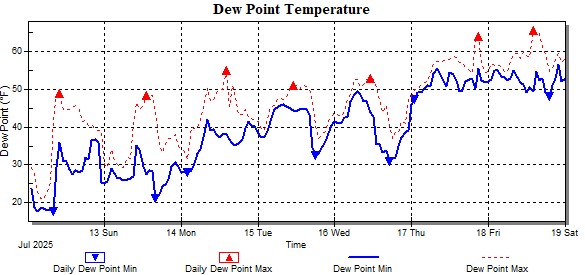 Dew Point Temperature
Dew Point (°F)
60
50
40
30
20
13 Sun
14 Mon
15 Tue
16 Wed
17 Thu
18 Fri
19 Sat
Jul 2025
Time
Daily Dew Point Min
Daily Dew Point Max
Dew Point Min
Dew Point Max